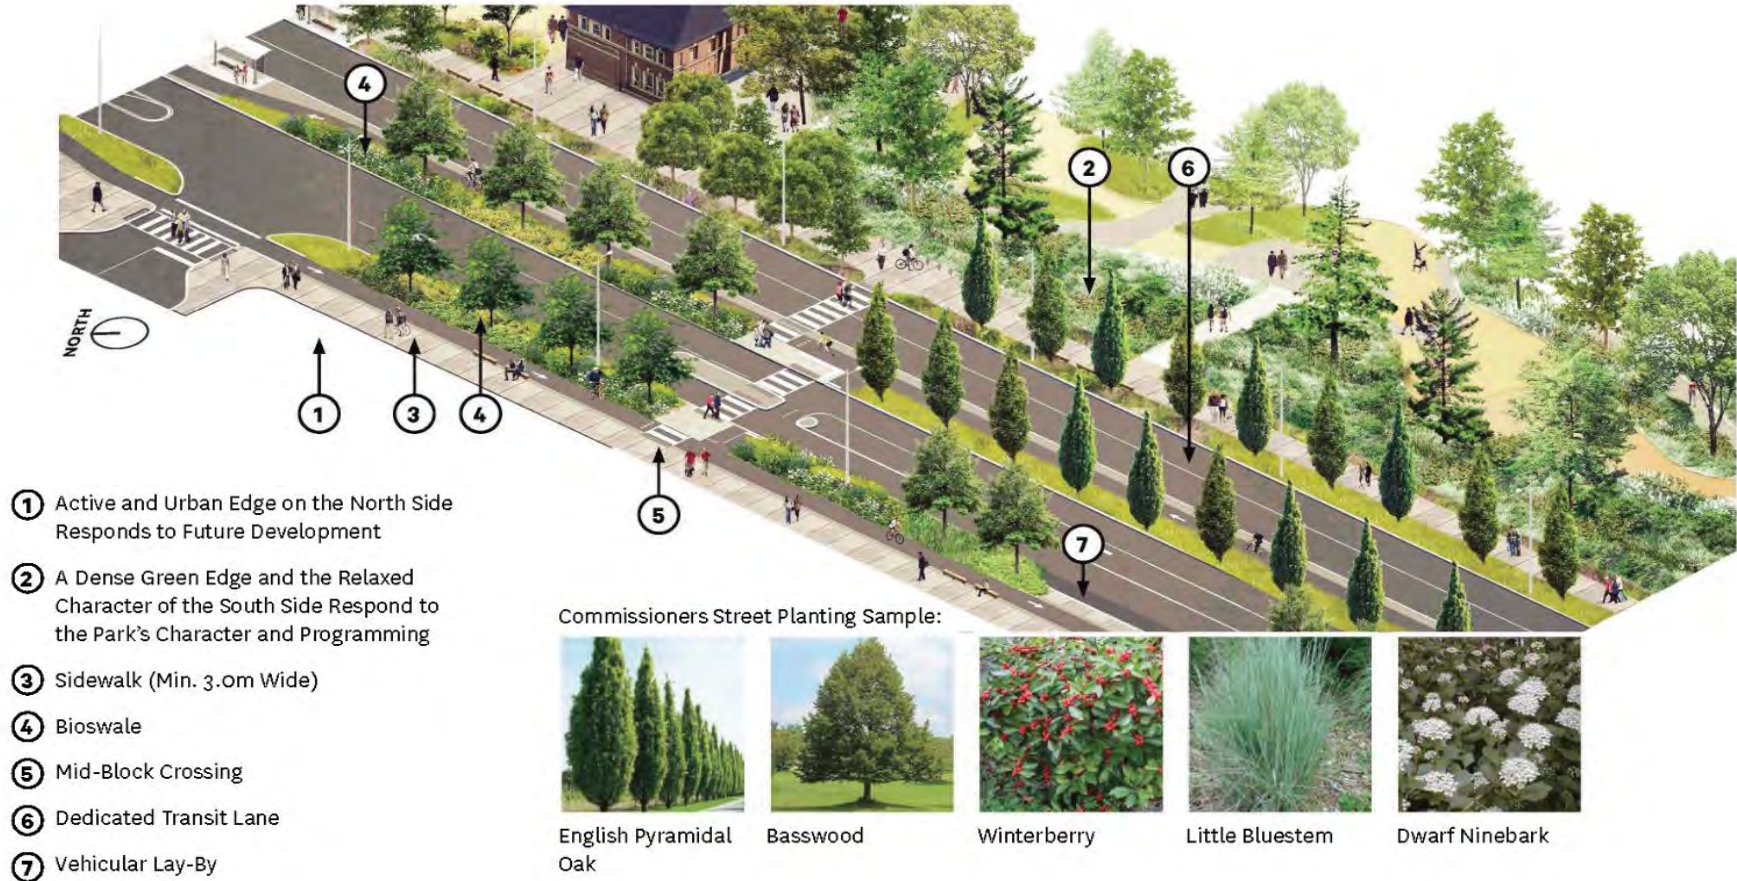 4
2
6
NORTH
1
3
4
5
7
1 Active and Urban Edge on the North Side
Responds to Future Development
2 A Dense Green Edge and the Relaxed
Character of the South Side Respond to
the Park's Character and Programming
3 Sidewalk (Min. 3.0m Wide)
4 Bioswale
5 Mid-Block Crossing
6 Dedicated Transit Lane
7 Vehicular Lay-By
Commissioners Street Planting Sample:
English Pyramidal
Oak
Basswood
Winterberry
Little Bluestem
Dwarf Ninebark